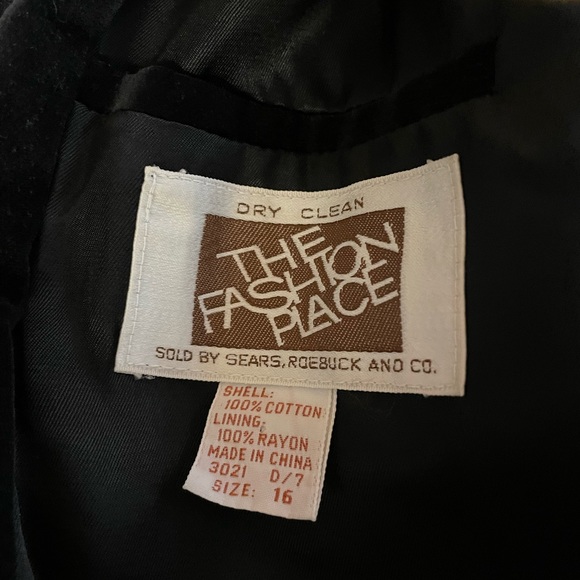 DRY CLEAN
THE
FASHION
PLACE
SOLD BY SEARS, ROEBUCK AND CO.
SHELL:
100% COTTON
LINING:
100% RAYON
MADE IN CHINA
3021 D/7
SIZE: 16